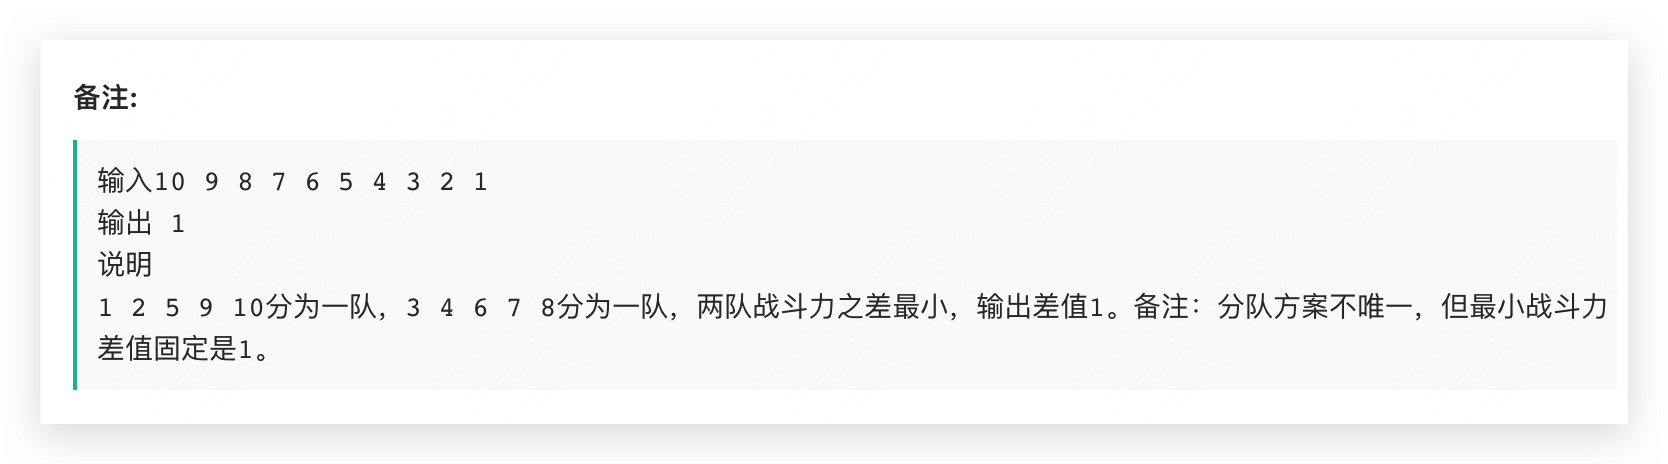 备注:
输入10 9 8 7 6 5 4 3 2 1
输出 1
说明
1 2 5 9 10分为一队，3 4 6 7 8分为一队，两队战斗力之差最小，输出差值1。备注：分队方案不唯一，但最小战斗力
差值固定是1。